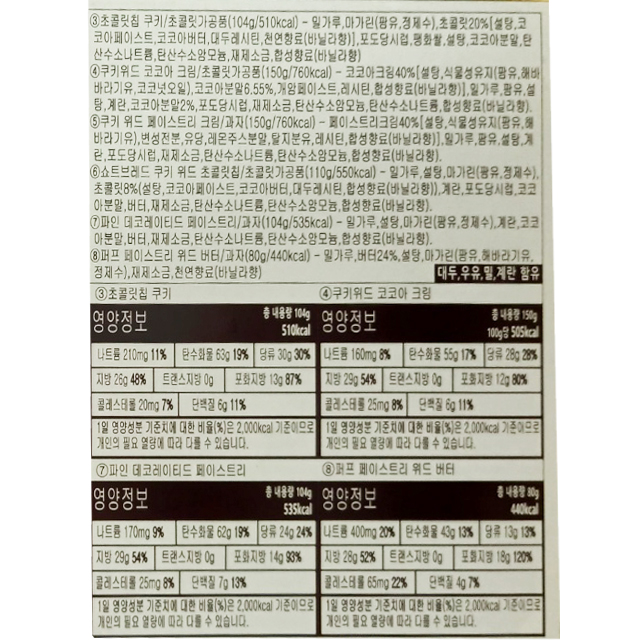 ③초콜릿칩 쿠키/초콜릿가공품(104g/510kcal) – 밀가루,마가린(팜유,정제수),초콜릿20%[설탕,코
코아페이스트,코코아버터,대두레시틴,천연향료(바닐라향)],포도당시럽,팽화쌀,설탕,코코아분말,탄
산수소나트륨,탄산수소암모늄,재제소금,합성향료(바닐라향)
④쿠키위드 코코아 크림/초콜릿가공품(150g/760kcal) – 코코아크림40%[설탕,식물성유지(팜유,해바
라기유,코코넛오일),코코아분말6.55%,개암페이스트,레시틴,합성향료(바닐라향)],밀가루,팜유,설
탕,계란,코코아분말2%,포도당시럽,재제소금,탄산수소암모늄,탄산수소나트륨,합성향료(바닐라향).
⑤쿠키 위드 페이스트리 크림/과자(150g/760kcal) – 페이스트리크림40%[설탕,식물성유지(팜유,해
바라기유),변성전분,유당,레몬주스분말,탈지분유,레시틴,합성향료(바닐라향)],밀가루,팜유,설탕,계
란,포도당시럽,재제소금,탄산수소나트륨,탄산수소암모늄,합성향료(바닐라향).
⑥쇼트브레드 쿠키 위드 초콜릿칩/초콜릿가공품(110g/550kcal) – 밀가루,설탕,마가린(팜유,정제수),
초콜릿8%(설탕,코코아페이스트,코코아버터,대두레시틴,합성향료(바닐라향)),계란,포도당시럽,코코
아분말,버터,재제소금,탄산수소나트륨,탄산수소암모늄,합성향료(바닐라향)
⑦파인 데코레이티드 페이스트리/과자(104g/535kcal) – 밀가루,설탕,마가린(팜유,정제수),계란,코코
아분말,버터,재제소금,탄산수소나트륨,탄산수소암모늄,합성향료(바닐라향)
⑧퍼프 페이스트리 위드 버터/과자(80g/440kcal) – 밀가루,버터24%,설탕,마가린(팜유,해바라기유,
정제수),재제소금,천연향료(바닐라향)
대두,우유,밀,계란 함유
③초콜릿칩 쿠키
영양정보
총 내용량 104g
510kcal
나트륨 210mg 11% 탄수화물 63g 19% 당류 30g 30%
지방 26g 48% 트랜스지방 0g 포화지방 13g 87%
콜레스테롤 20mg 7% 단백질 6g 11%
1일 영양성분 기준치에 대한 비율(%)은 2,000kcal 기준이므로
개인의 필요 열량에 따라 다를 수 있습니다.
④쿠키위드 코코아 크림
영양정보
총 내용량 150g
100g당 505kcal
나트륨 160mg 8% 탄수화물 55g 17% 당류 28g 28%
지방 29g 54% 트랜스지방 0g 포화지방 12g 80%
콜레스테롤 25mg 8% 단백질 6g 11%
1일 영양성분 기준치에 대한 비율(%)은 2,000kcal 기준이므로
개인의 필요 열량에 따라 다를 수 있습니다.
⑦파인 데코레이티드 페이스트리
영양정보
총 내용량 104g
535kcal
나트륨 170mg 9% 탄수화물 62g 19% 당류 24g 24%
지방 29g 54% 트랜스지방 0g 포화지방 14g 93%
콜레스테롤 25mg 8% 단백질 7g 13%
1일 영양성분 기준치에 대한 비율(%)은 2,000kcal 기준이므로
개인의 필요 열량에 따라 다를 수 있습니다.
⑧퍼프 페이스트리 위드 버터
영양정보
총 내용량 80g
440kcal
나트륨 400mg 20% 탄수화물 43g 13% 당류 13g 13%
지방 28g 52% 트랜스지방 0g 포화지방 18g 120%
콜레스테롤 65mg 22% 단백질 4g 7%
1일 영양성분 기준치에 대한 비율(%)은 2,000kcal 기준이므로
개인의 필요 열량에 따라 다를 수 있습니다.